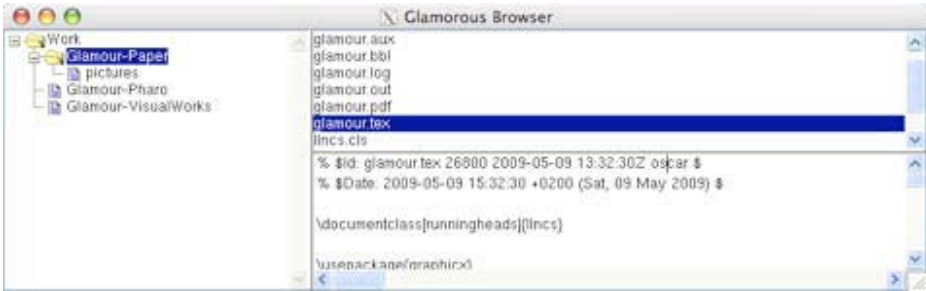 Glamorous Browser
Work
Glamour-Paper
pictures
Glamour-Pharo
Glamour-VisualWorks
glamour.aux
glamour.bbl
glamour.log
glamour.out
glamour.pdf
glamour.tex
llncs.cls
% $Id: glamour.tex 26800 2009-05-09 13:32:30Z oscar $
% $Date: 2009-05-09 15:32:30 +0200 (Sat, 09 May 2009) $
\documentclass[runningheads]{llncs}
\usepackage{graphicx}